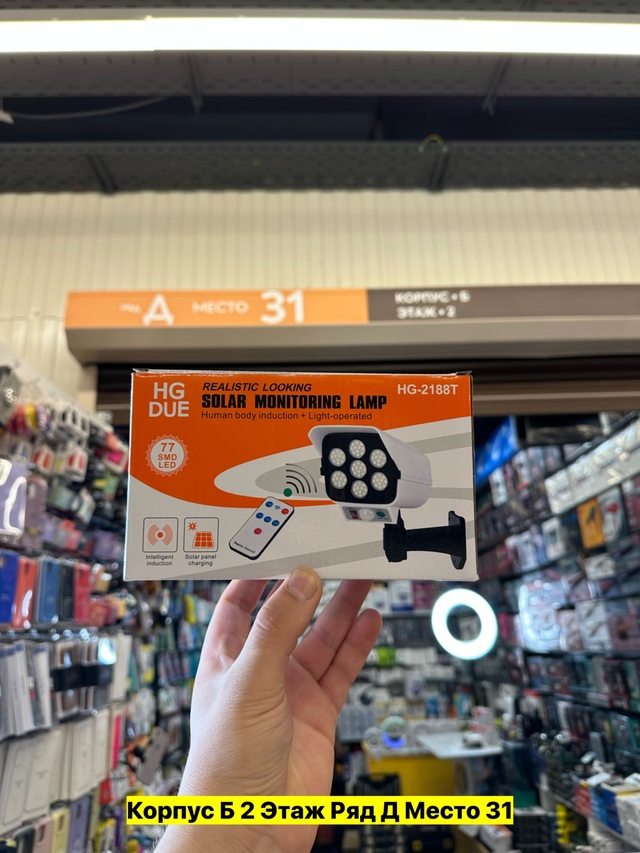 РЯД Д МЕСТО 31
КОРПУС • Б
ЭТАЖ • 2
HG
DUE
REALISTIC LOOKING
SOLAR MONITORING LAMP
Human body induction + Light-operated
HG-2188T
77
SMD
LED
Intelligent
induction
Solar panel
charging
Корпус Б 2 Этаж Ряд Д Место 31